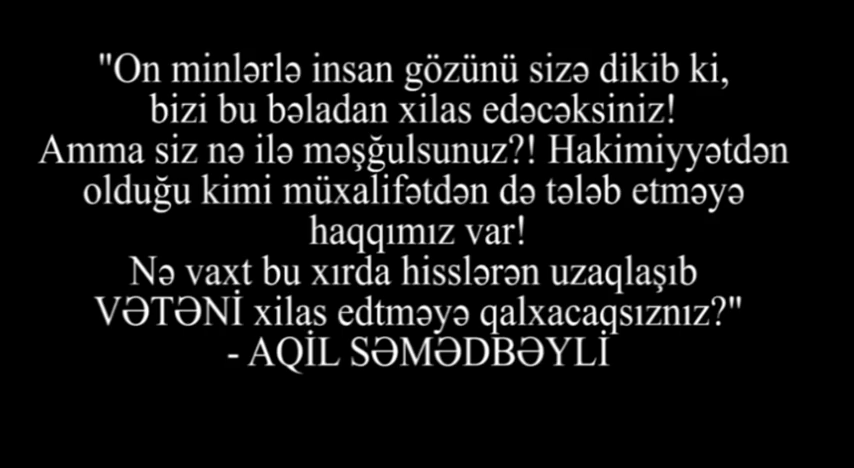 "On minlərlə insan gözünü sizə dikib ki,
bizi bu bəladan xilas edəcəksiniz!
Amma siz nə ilə məşğulsunuz?! Hakimiyyətdən
olduğu kimi müxalifətdən də tələb etməyə
haqqımız var!
Nə vaxt bu xırda hisslərən uzaqlaşıb
VƏTƏNİ xilas edtməyə qalxacaqsıznız?"
- AQİL SƏMƏDBƏYLİ